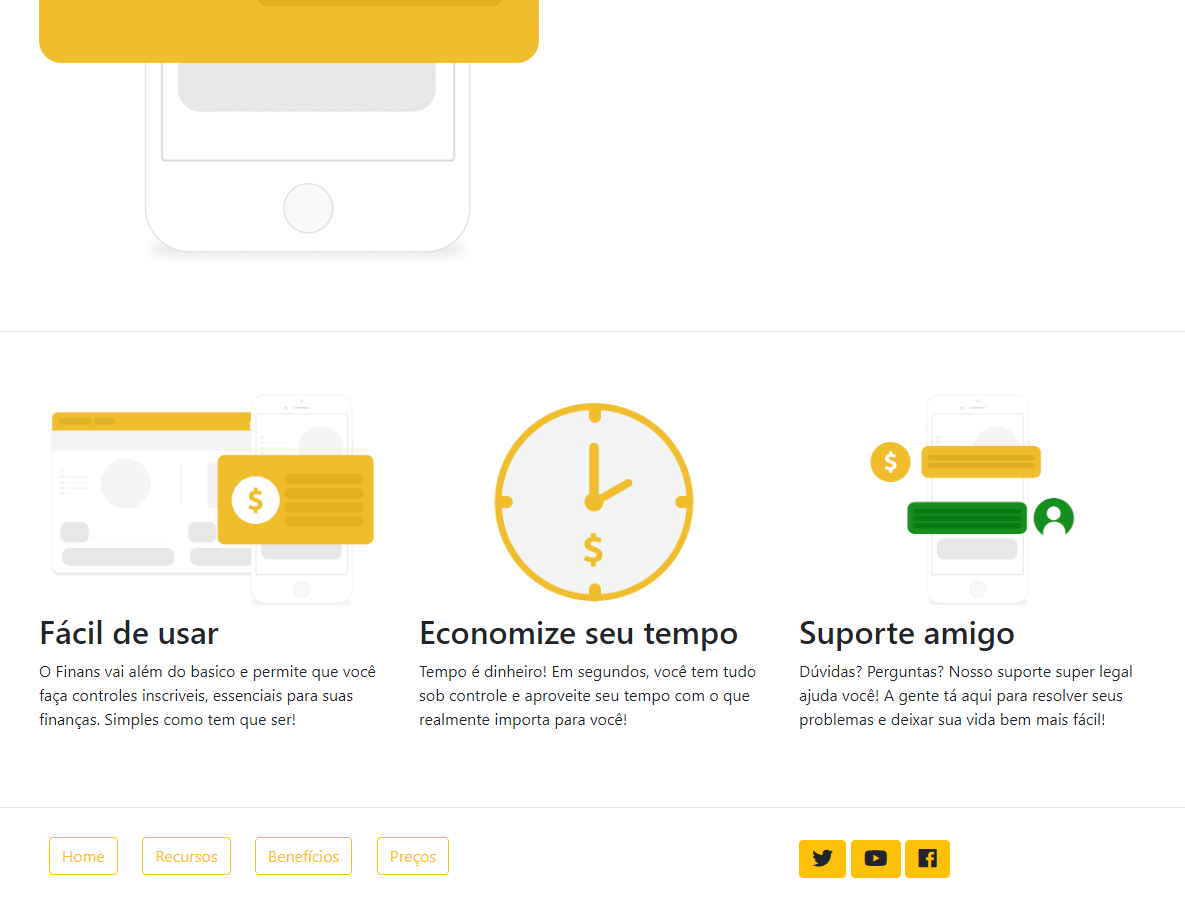 $
$
$
Fácil de usar
O Finans vai além do basico e permite que você
faça controles inscriveis, essenciais para suas
finanças. Simples como tem que ser!
Economize seu tempo
Tempo é dinheiro! Em segundos, você tem tudo
sob controle e aproveite seu tempo com o que
realmente importa para você!
Suporte amigo
Dúvidas? Perguntas? Nosso suporte super legal
ajuda você! A gente tá aqui para resolver seus
problemas e deixar sua vida bem mais fácil!
Home
Recursos
Benefícios
Preços